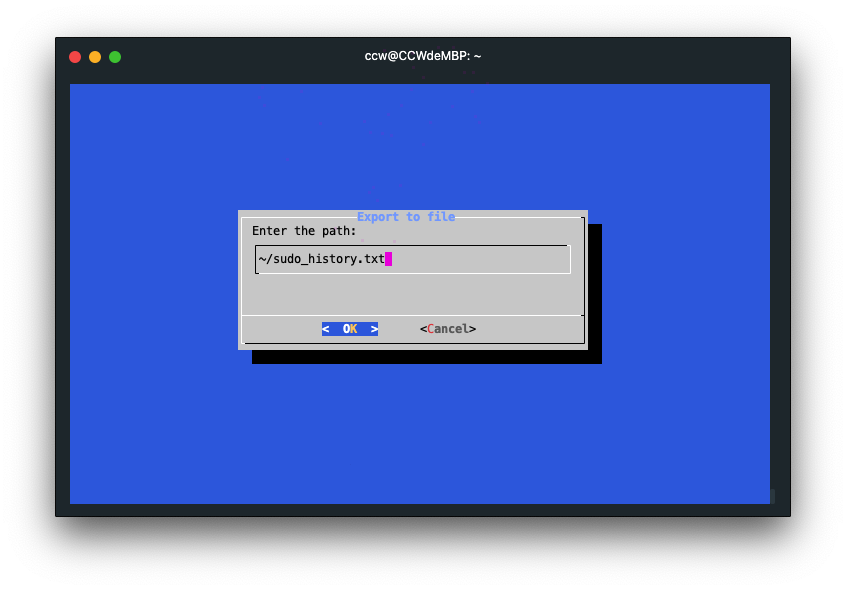 ccw@CCWdeMBP: ~
Export to file
Enter the path:
~/sudo_history.txt
<  OK  > <Cancel>